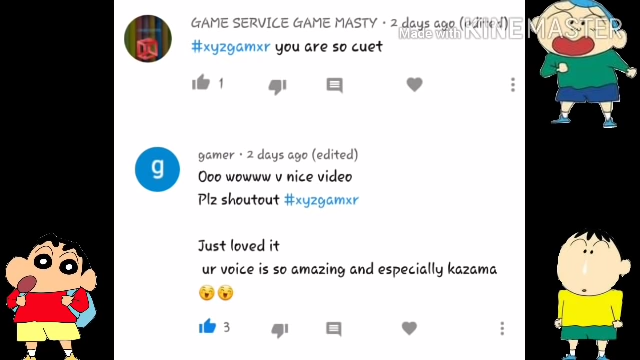 GAME SERVICE GAME MASTY · 2 days ago (edited)
Made with KINEMASTER
#xyzgamxr you are so cuet
1
g
gamer · 2 days ago (edited)
Ooo wowww v nice video
Plz shoutout #xyzgamxr
Just loved it
ur voice is so amazing and especially kazama
3